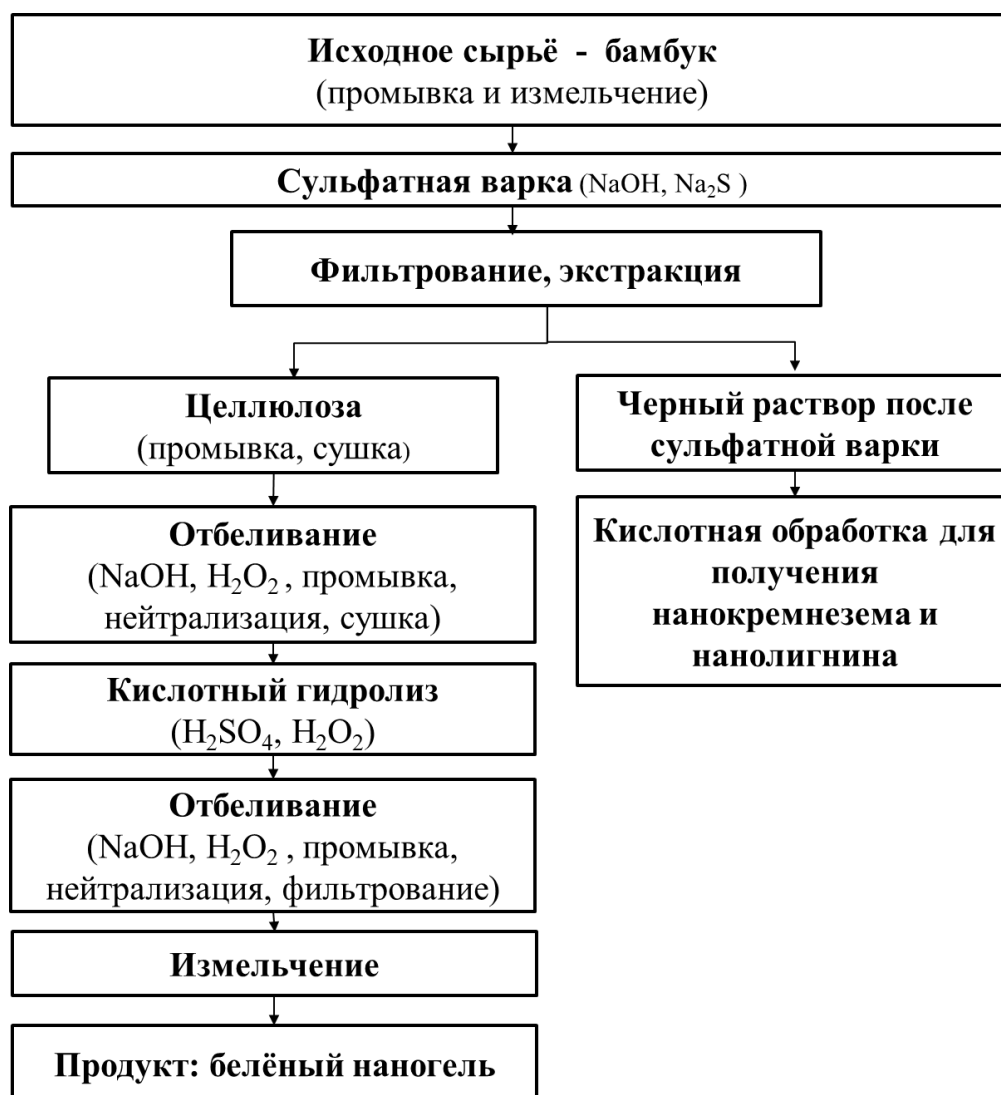 Исходное сырьё - бамбук
(промывка и измельчение)
Сульфатная варка (NaOH, Na₂S )
Фильтрование, экстракция
Целлюлоза
(промывка, сушка)
Черный раствор после
сульфатной варки
Отбеливание
(NaOH, H₂O₂ , промывка,
нейтрализация, сушка)
Кислотная обработка для
получения
нанокремнезема и
нанолигнина
Кислотный гидролиз
(H₂SO₄, H₂O₂)
Отбеливание
(NaOH, H₂O₂ , промывка,
нейтрализация, фильтрование)
Измельчение
Продукт: белёный наногель